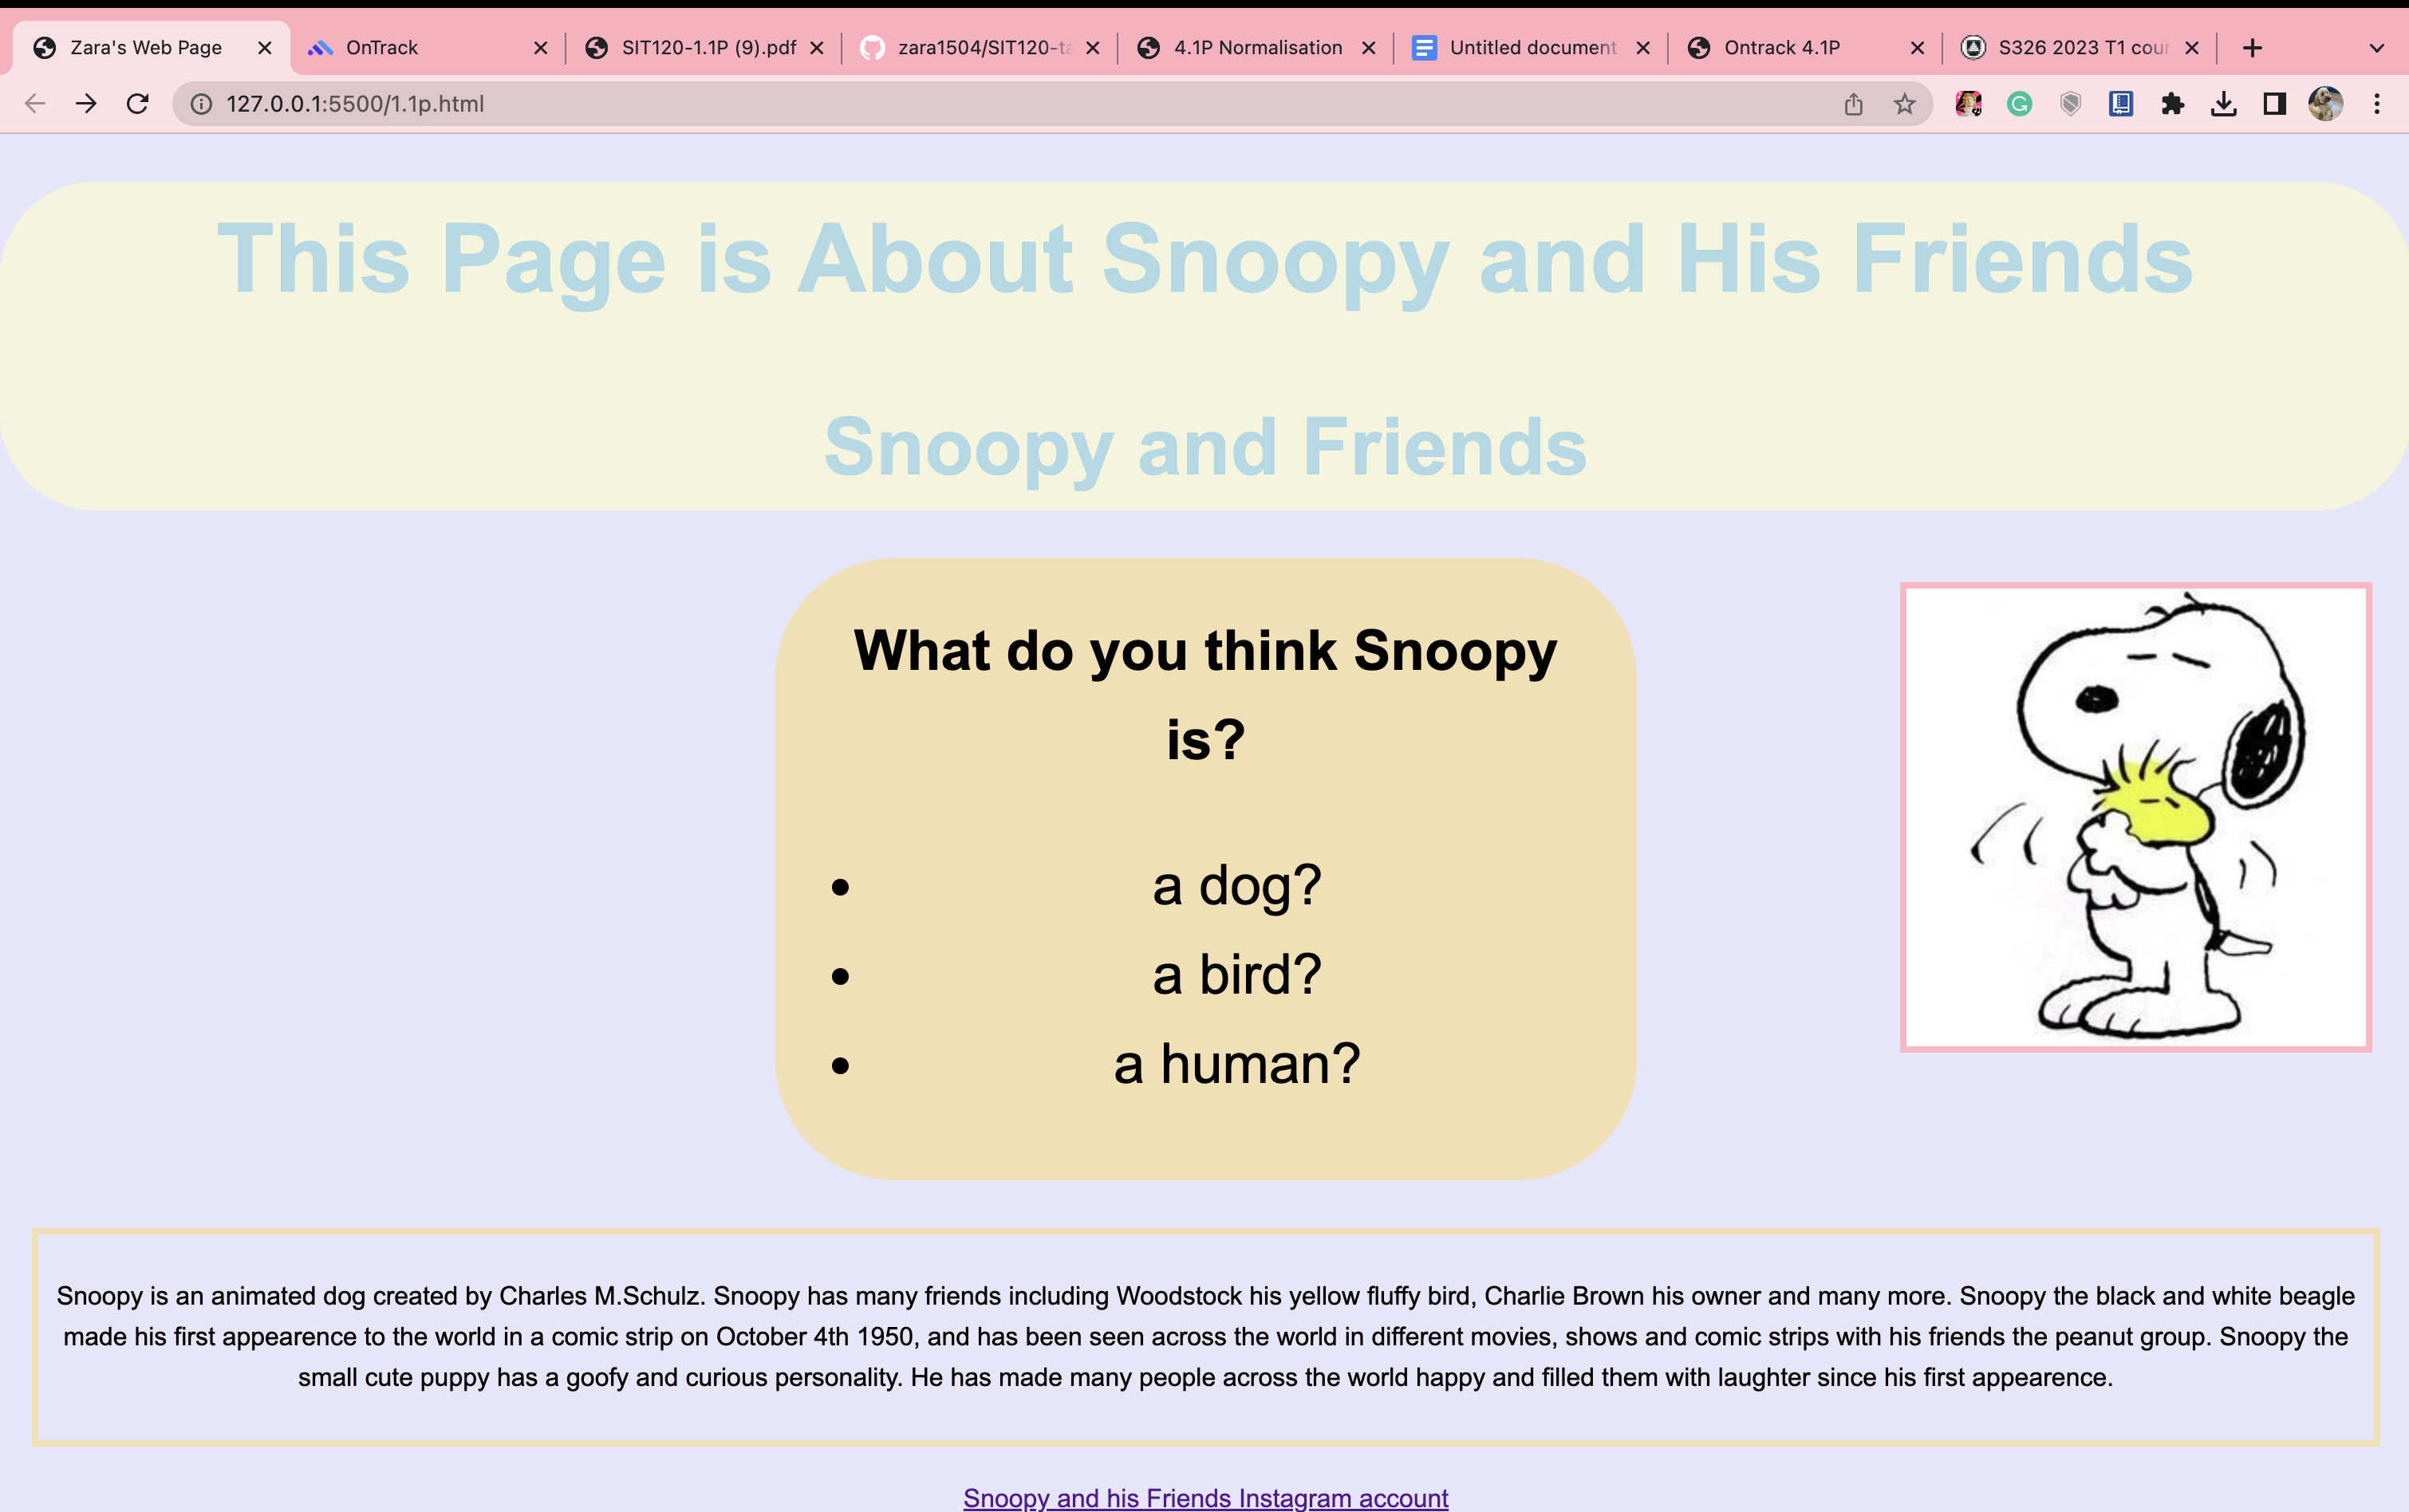 Zara's Web Page
OnTrack
SIT120-1.1P (9).pdf
zara1504/SIT120-ta
4.1P Normalisation
Untitled document
Ontrack 4.1P
S326 2023 T1 cour
127.0.0.1:5500/1.1p.html
This Page is About Snoopy and His Friends
Snoopy and Friends
What do you think Snoopy
is?
• a dog?
• a bird?
• a human?
Snoopy is an animated dog created by Charles M.Schulz. Snoopy has many friends including Woodstock his yellow fluffy bird, Charlie Brown his owner and many more. Snoopy the black and white beagle
made his first appearence to the world in a comic strip on October 4th 1950, and has been seen across the world in different movies, shows and comic strips with his friends the peanut group. Snoopy the
small cute puppy has a goofy and curious personality. He has made many people across the world happy and filled them with laughter since his first appearence.
Snoopy and his Friends Instagram account